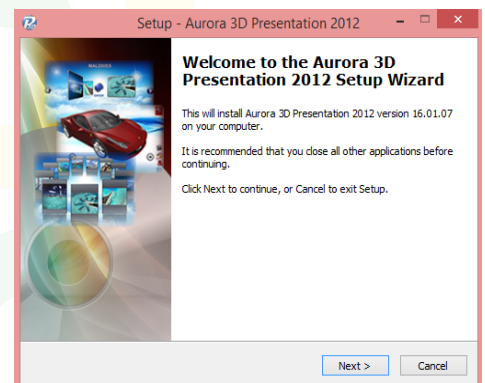 Setup - Aurora 3D Presentation 2012
MALDIVES
Welcome to the Aurora 3D
Presentation 2012 Setup Wizard
This will install Aurora 3D Presentation 2012 version 16.01.07
on your computer.
It is recommended that you close all other applications before
continuing.
Click Next to continue, or Cancel to exit Setup.
Next >
Cancel